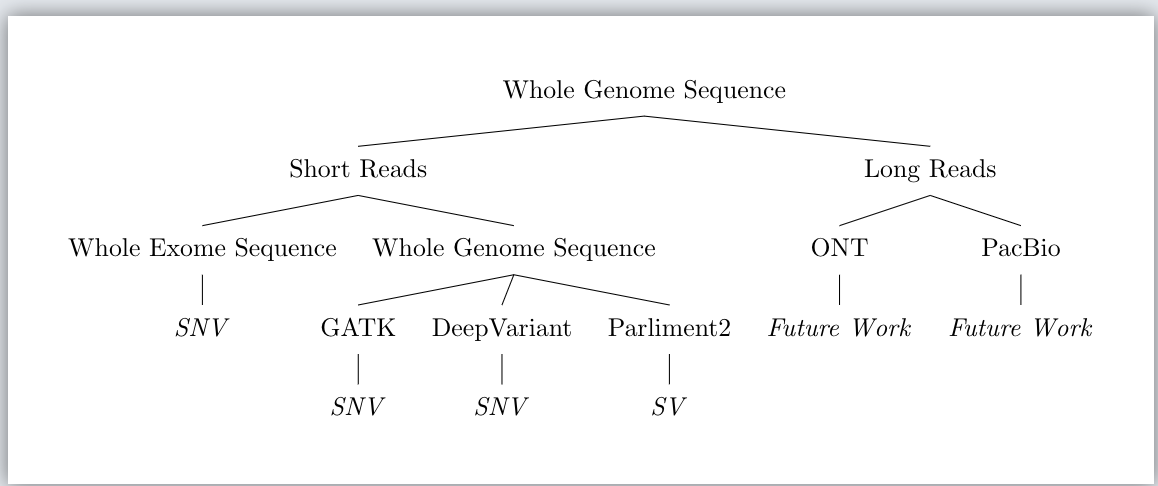 Whole Genome Sequence
Short Reads Long Reads
Whole Exome Sequence Whole Genome Sequence ONT PacBio
SNV GATK DeepVariant Parliment2 Future Work Future Work
SNV SNV SV